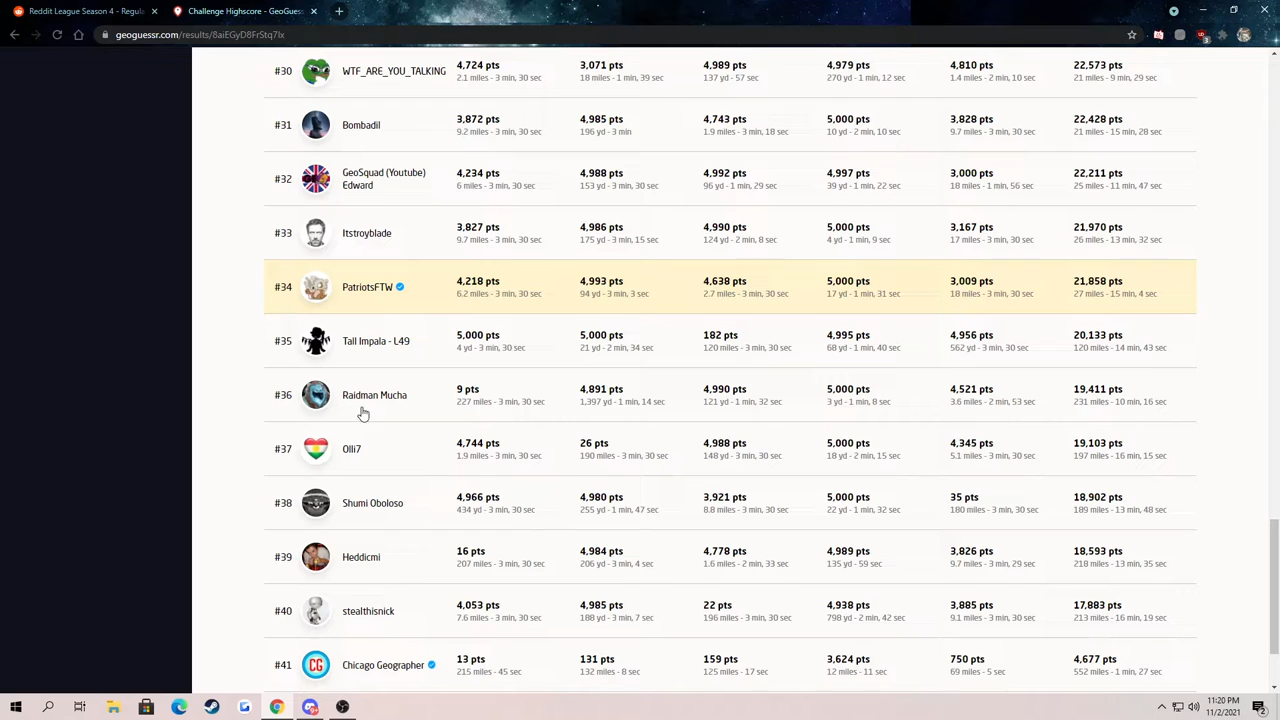 Reddit League Season 4 - Regula
Challenge Highscore - GeoGues
geoguessr.com/results/8aiEGyD8FrStq7lx
#30 WTF_ARE_YOU_TALKING 4,724 pts 3,071 pts 4,989 pts 4,979 pts 4,810 pts 22,573 pts
2.1 miles - 3 min, 30 sec 18 miles - 1 min, 39 sec 137 yd - 57 sec 270 yd - 1 min, 12 sec 1.4 miles - 2 min, 10 sec 21 miles - 9 min, 29 sec
#31 Bombadil 3,872 pts 4,985 pts 4,743 pts 5,000 pts 3,828 pts 22,428 pts
9.2 miles - 3 min, 30 sec 196 yd - 3 min 1.9 miles - 3 min, 18 sec 10 yd - 2 min, 10 sec 9.7 miles - 3 min, 30 sec 21 miles - 15 min, 28 sec
#32 GeoSquad (Youtube) Edward 4,234 pts 4,988 pts 4,992 pts 4,997 pts 3,000 pts 22,211 pts
6 miles - 3 min, 30 sec 153 yd - 3 min, 30 sec 96 yd - 1 min, 29 sec 39 yd - 1 min, 22 sec 18 miles - 1 min, 56 sec 25 miles - 11 min, 47 sec
#33 Itstroyblade 3,827 pts 4,986 pts 4,990 pts 5,000 pts 3,167 pts 21,970 pts
9.7 miles - 3 min, 30 sec 175 yd - 3 min, 15 sec 124 yd - 2 min, 8 sec 4 yd - 1 min, 9 sec 17 miles - 3 min, 30 sec 26 miles - 13 min, 32 sec
#34 PatriotsFTW 4,218 pts 4,993 pts 4,638 pts 5,000 pts 3,009 pts 21,858 pts
6.2 miles - 3 min, 30 sec 94 yd - 3 min, 3 sec 2.7 miles - 3 min, 30 sec 17 yd - 1 min, 31 sec 18 miles - 3 min, 30 sec 27 miles - 15 min, 4 sec
#35 Tall Impala - L49 5,000 pts 5,000 pts 182 pts 4,995 pts 4,956 pts 20,133 pts
4 yd - 3 min, 30 sec 21 yd - 2 min, 34 sec 120 miles - 3 min, 30 sec 68 yd - 1 min, 40 sec 562 yd - 3 min, 30 sec 120 miles - 14 min, 43 sec
#36 Raidman Mucha 9 pts 4,891 pts 4,990 pts 5,000 pts 4,521 pts 19,411 pts
227 miles - 3 min, 30 sec 1,397 yd - 1 min, 14 sec 121 yd - 1 min, 32 sec 3 yd - 1 min, 8 sec 3.6 miles - 2 min, 53 sec 231 miles - 10 min, 16 sec
#37 Olli7 4,744 pts 26 pts 4,988 pts 5,000 pts 4,345 pts 19,103 pts
1.9 miles - 3 min, 30 sec 190 miles - 3 min, 30 sec 148 yd - 3 min, 30 sec 18 yd - 2 min, 15 sec 5.1 miles - 3 min, 30 sec 197 miles - 16 min, 15 sec
#38 Shumi Oboloso 4,966 pts 4,980 pts 3,921 pts 5,000 pts 35 pts 18,902 pts
434 yd - 3 min, 30 sec 255 yd - 1 min, 47 sec 8.8 miles - 3 min, 30 sec 22 yd - 1 min, 32 sec 180 miles - 3 min, 30 sec 189 miles - 13 min, 48 sec
#39 Heddicmi 16 pts 4,984 pts 4,778 pts 4,989 pts 3,826 pts 18,593 pts
207 miles - 3 min, 30 sec 206 yd - 3 min, 4 sec 1.6 miles - 2 min, 33 sec 135 yd - 59 sec 9.7 miles - 3 min, 29 sec 218 miles - 13 min, 35 sec
#40 stealthisnick 4,053 pts 4,985 pts 22 pts 4,938 pts 3,885 pts 17,883 pts
7.6 miles - 3 min, 30 sec 188 yd - 3 min, 7 sec 196 miles - 3 min, 30 sec 798 yd - 2 min, 42 sec 9.1 miles - 3 min, 30 sec 213 miles - 16 min, 19 sec
#41 CG Chicago Geographer 13 pts 131 pts 159 pts 3,624 pts 750 pts 4,677 pts
215 miles - 45 sec 132 miles - 8 sec 125 miles - 17 sec 12 miles - 11 sec 69 miles - 5 sec 552 miles - 1 min, 27 sec
11:20 PM
11/2/2021